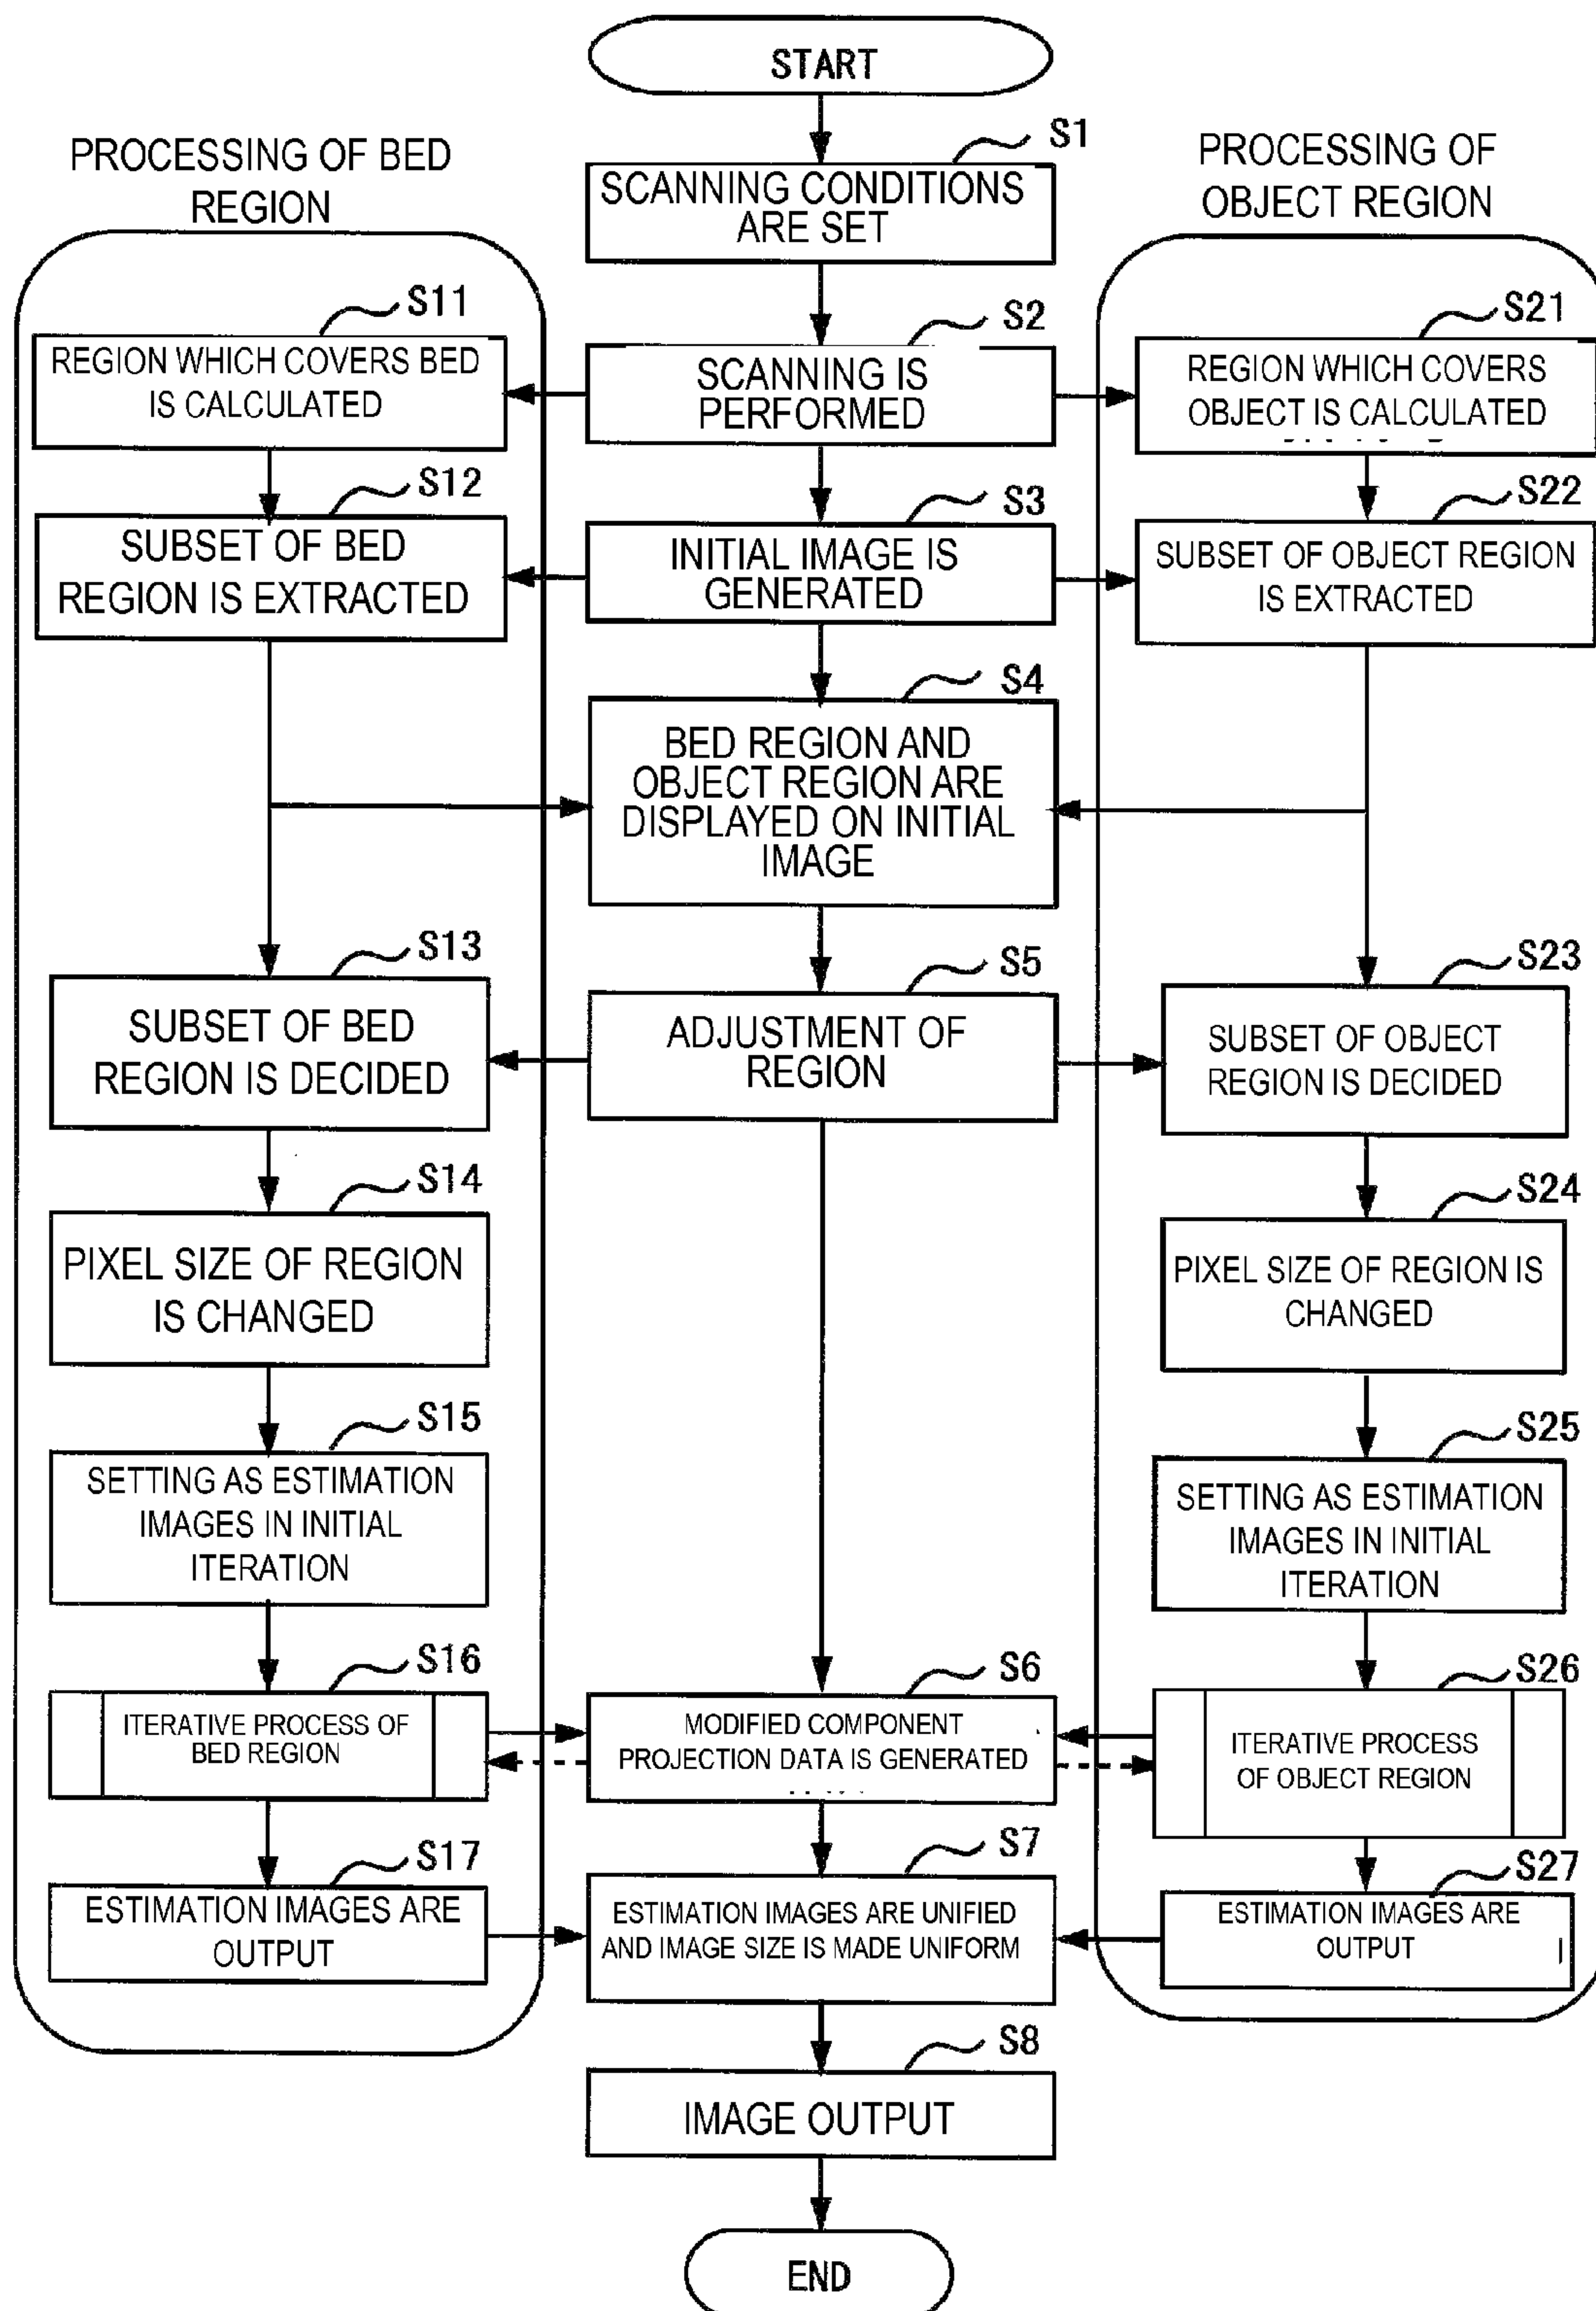 START
PROCESSING OF BED
REGION
PROCESSING OF
OBJECT REGION
S1
SCANNING CONDITIONS
ARE SET
S11
REGION WHICH COVERS BED
IS CALCULATED
S2
SCANNING IS
PERFORMED
S21
REGION WHICH COVERS
OBJECT IS CALCULATED
S12
SUBSET OF BED
REGION IS EXTRACTED
S3
INITIAL IMAGE IS
GENERATED
S22
SUBSET OF OBJECT REGION
IS EXTRACTED
S4
BED REGION AND
OBJECT REGION ARE
DISPLAYED ON INITIAL
IMAGE
S13
SUBSET OF BED
REGION IS DECIDED
S5
ADJUSTMENT OF
REGION
S23
SUBSET OF OBJECT
REGION IS DECIDED
S14
PIXEL SIZE OF REGION
IS CHANGED
S24
PIXEL SIZE OF REGION IS
CHANGED
S15
SETTING AS ESTIMATION
IMAGES IN INITIAL
ITERATION
S25
SETTING AS ESTIMATION
IMAGES IN INITIAL
ITERATION
S16
ITERATIVE PROCESS OF
BED REGION
S6
MODIFIED COMPONENT
PROJECTION DATA IS GENERATED
S26
ITERATIVE PROCESS
OF OBJECT REGION
S17
ESTIMATION IMAGES ARE
OUTPUT
S7
ESTIMATION IMAGES ARE UNIFIED
AND IMAGE SIZE IS MADE UNIFORM
S27
ESTIMATION IMAGES ARE
OUTPUT
S8
IMAGE OUTPUT
END